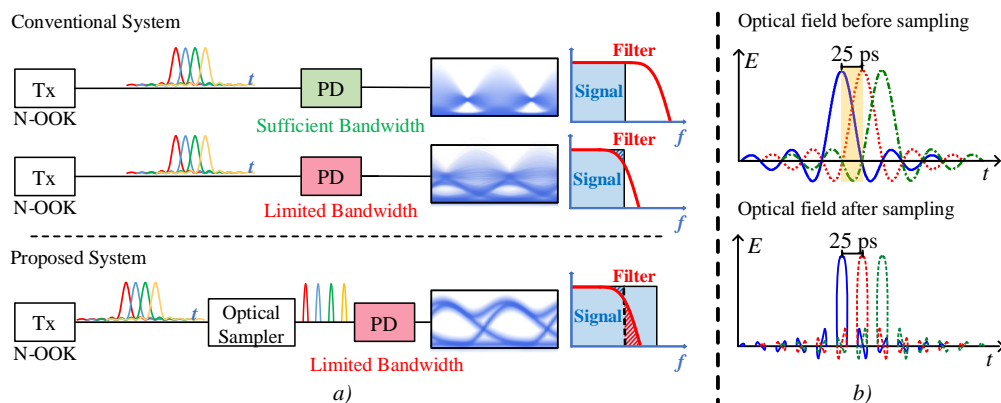 Conventional System
Tx
N-OOK
t
PD
Sufficient Bandwidth
Filter
Signal
f
Tx
N-OOK
t
PD
Limited Bandwidth
Filter
Signal
f
Proposed System
Tx
N-OOK
t
Optical
Sampler
PD
Limited Bandwidth
Filter
Signal
f
a)
Optical field before sampling
E
25 ps
t
Optical field after sampling
E
25 ps
t
b)